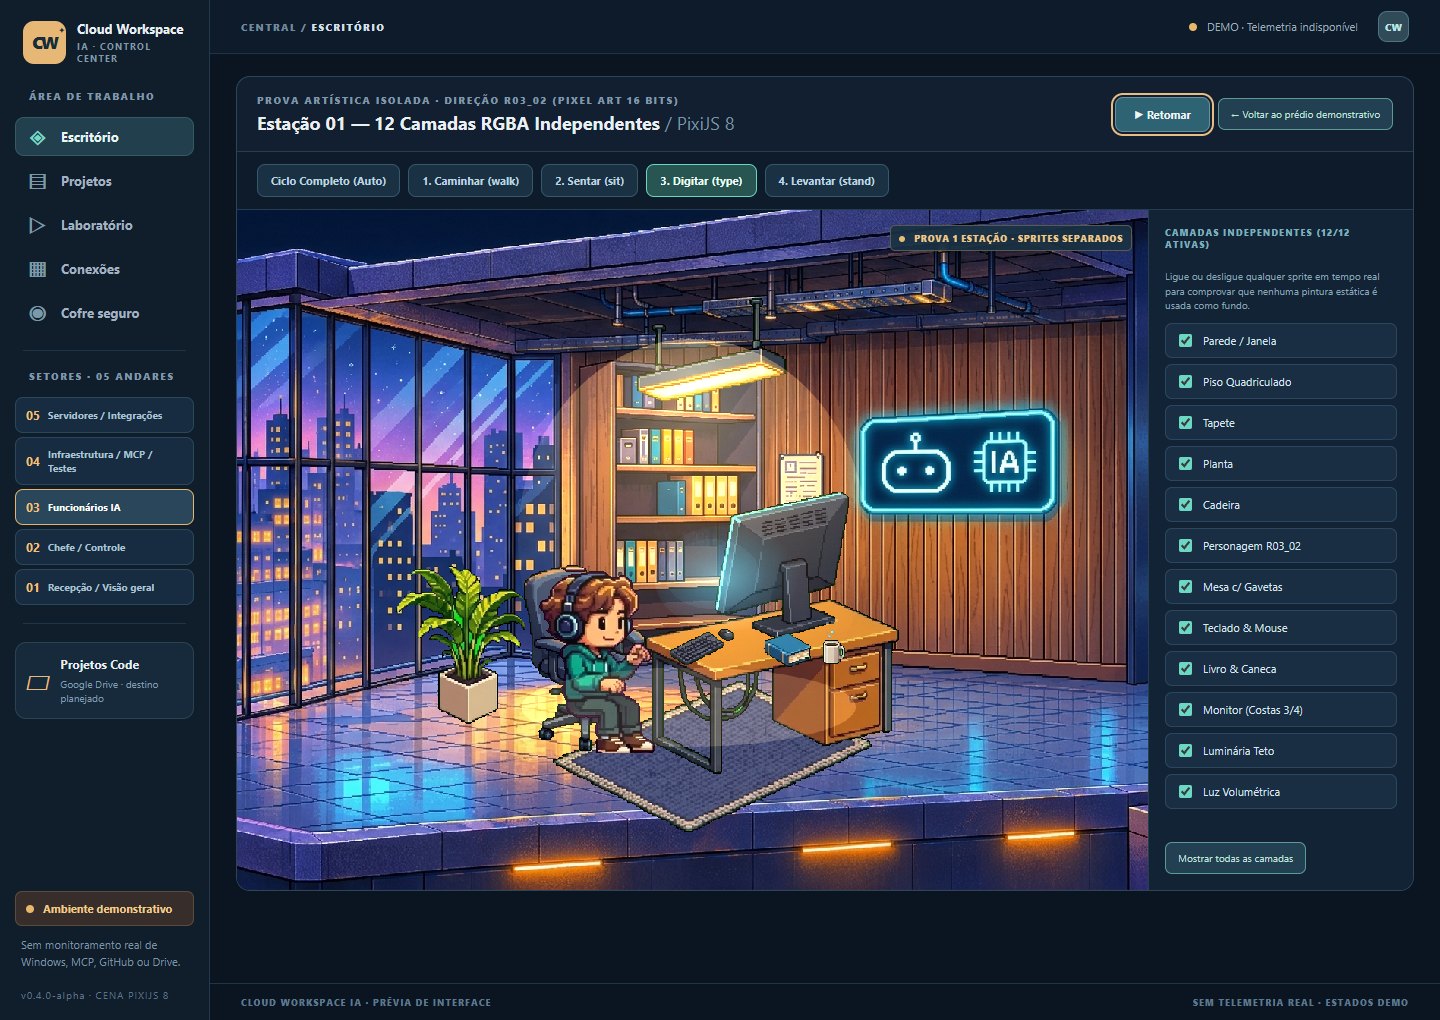 CW
Cloud Workspace
IA · CONTROL
CENTER
ÁREA DE TRABALHO
Escritório
Projetos
Laboratório
Conexões
Cofre seguro
SETORES · 05 ANDARES
05 Servidores / Integrações
04 Infraestrutura / MCP /
Testes
03 Funcionários IA
02 Chefe / Controle
01 Recepção / Visão geral
Projetos Code
Google Drive · destino
planejado
Ambiente demonstrativo
Sem monitoramento real de
Windows, MCP, GitHub ou Drive.
v0.4.0-alpha · CENA PIXIJS 8
CENTRAL / ESCRITÓRIO
DEMO · Telemetria indisponível
CW
PROVA ARTÍSTICA ISOLADA · DIREÇÃO R03_02 (PIXEL ART 16 BITS)
Estação 01 — 12 Camadas RGBA Independentes / PixiJS 8
▶ Retomar
← Voltar ao prédio demonstrativo
Ciclo Completo (Auto)
1. Caminhar (walk)
2. Sentar (sit)
3. Digitar (type)
4. Levantar (stand)
PROVA 1 ESTAÇÃO · SPRITES SEPARADOS
IA
CAMADAS INDEPENDENTES (12/12
ATIVAS)
Ligue ou desligue qualquer sprite em tempo real
para comprovar que nenhuma pintura estática é
usada como fundo.
Parede / Janela
Piso Quadriculado
Tapete
Planta
Cadeira
Personagem R03_02
Mesa c/ Gavetas
Teclado & Mouse
Livro & Caneca
Monitor (Costas 3/4)
Luminária Teto
Luz Volumétrica
Mostrar todas as camadas
CLOUD WORKSPACE IA · PRÉVIA DE INTERFACE
SEM TELEMETRIA REAL · ESTADOS DEMO